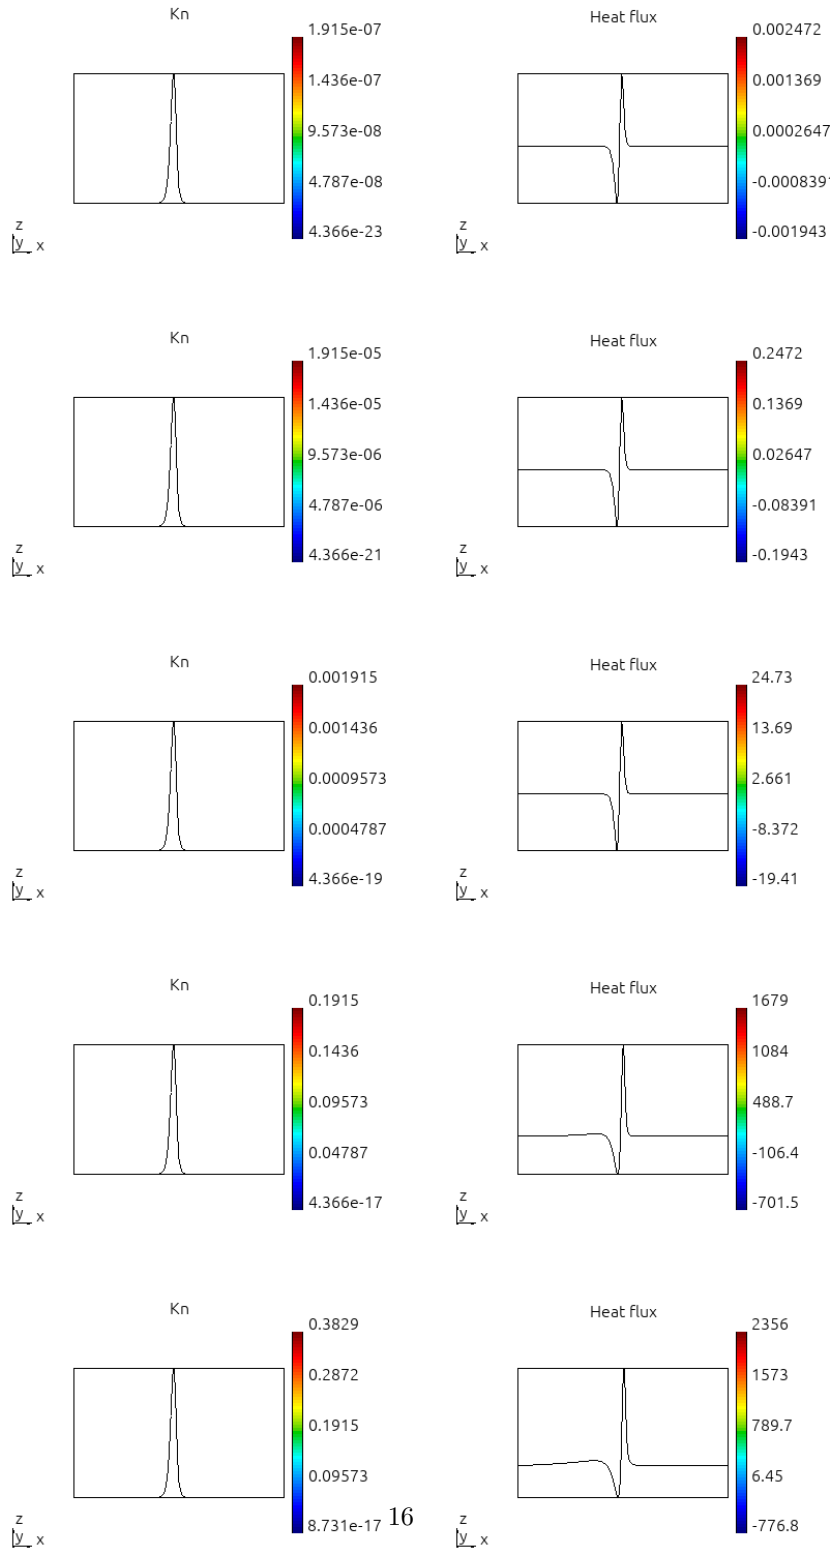 Kn
1.915e-07
1.436e-07
9.573e-08
4.787e-08
4.366e-23
z
y x
Heat flux
0.002472
0.001369
0.0002647
-0.0008391
-0.001943
z
y x
Kn
1.915e-05
1.436e-05
9.573e-06
4.787e-06
4.366e-21
z
y x
Heat flux
0.2472
0.1369
0.02647
-0.08391
-0.1943
z
y x
Kn
0.001915
0.001436
0.0009573
0.0004787
4.366e-19
z
y x
Heat flux
24.73
13.69
2.661
-8.372
-19.41
z
y x
Kn
0.1915
0.1436
0.09573
0.04787
4.366e-17
z
y x
Heat flux
1679
1084
488.7
-106.4
-701.5
z
y x
Kn
0.3829
0.2872
0.1915
0.09573
8.731e-17
z
y x
Heat flux
2356
1573
789.7
6.45
-776.8
z
y x
16